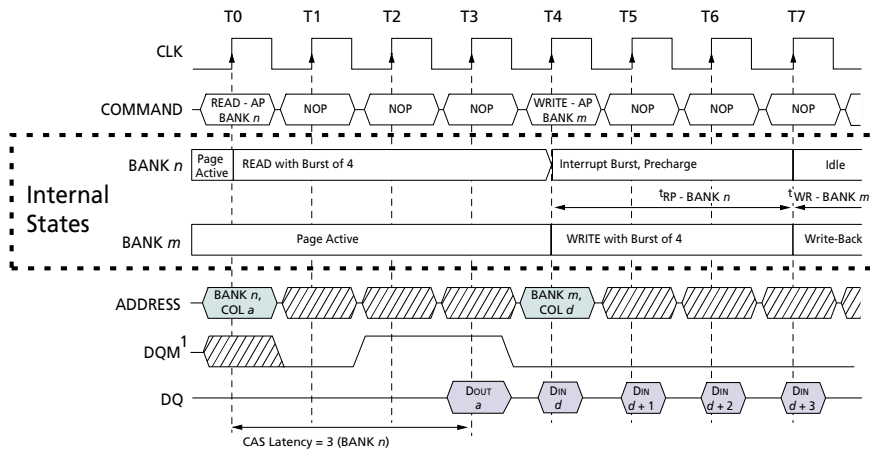 T0 T1 T2 T3 T4 T5 T6 T7
CLK
COMMAND
READ - AP
BANK n
NOP
NOP
NOP
WRITE - AP
BANK m
NOP
NOP
NOP
Internal
States
BANK n
Page
Active
READ with Burst of 4
Interrupt Burst, Precharge
Idle
tRP - BANK n
tWR - BANK m
BANK m
Page Active
WRITE with Burst of 4
Write-Back
ADDRESS
BANK n,
COL a
BANK m,
COL d
DQM1
DQ
DOUT
a
DIN
d
DIN
d + 1
DIN
d + 2
DIN
d + 3
CAS Latency = 3 (BANK n)